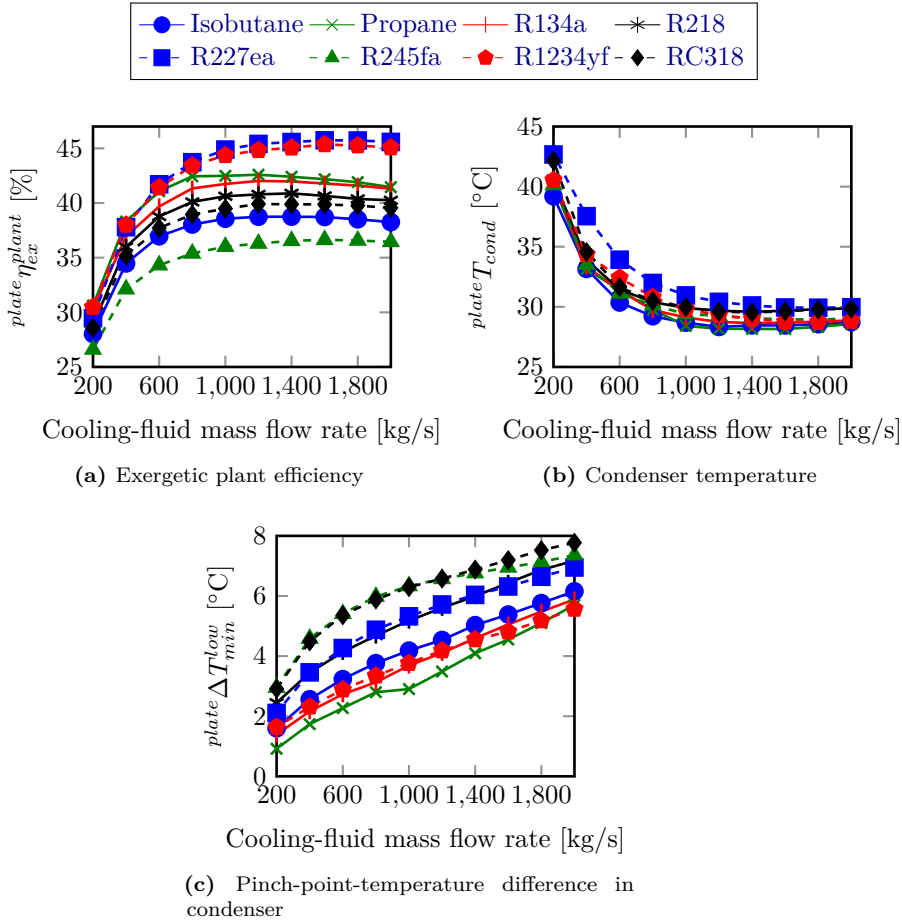 Isobutane Propane R134a R218
R227ea R245fa R1234yf RC318
plate η_ex^plant [%]
45
40
35
30
25
200 600 1,000 1,400 1,800
Cooling-fluid mass flow rate [kg/s]
(a) Exergetic plant efficiency
plate T_cond [°C]
45
40
35
30
25
200 600 1,000 1,400 1,800
Cooling-fluid mass flow rate [kg/s]
(b) Condenser temperature
plate ΔT_min^low [°C]
8
6
4
2
0
200 600 1,000 1,400 1,800
Cooling-fluid mass flow rate [kg/s]
(c) Pinch-point-temperature difference in
condenser